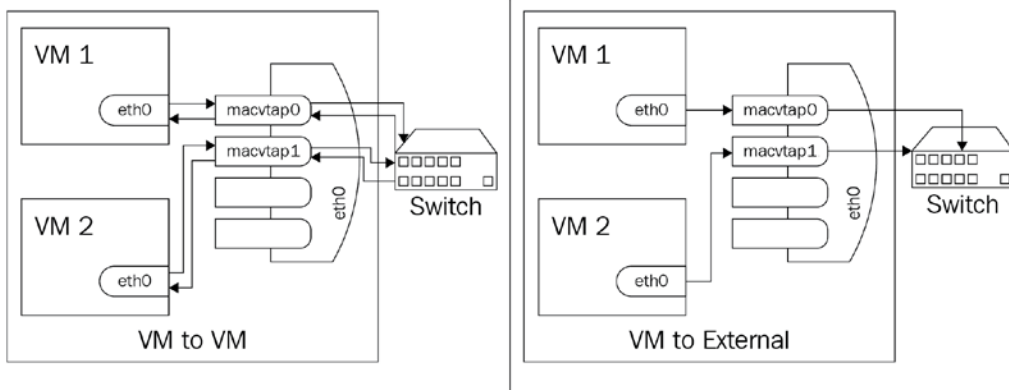 VM 1
eth0
macvtap0
macvtap1
eth0
Switch
VM 2
eth0
VM to VM
VM 1
eth0
macvtap0
macvtap1
eth0
Switch
VM 2
eth0
VM to External